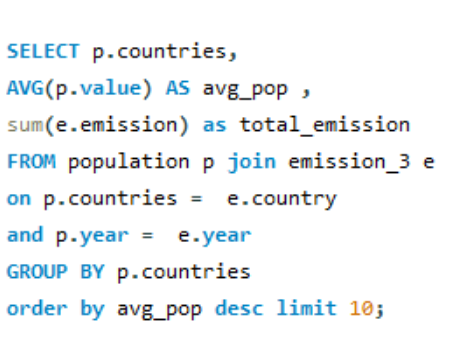 SELECT p.countries,
AVG(p.value) AS avg_pop ,
sum(e.emission) as total_emission
FROM population p join emission_3 e
on p.countries =  e.country
and p.year =  e.year
GROUP BY p.countries
order by avg_pop desc limit 10;